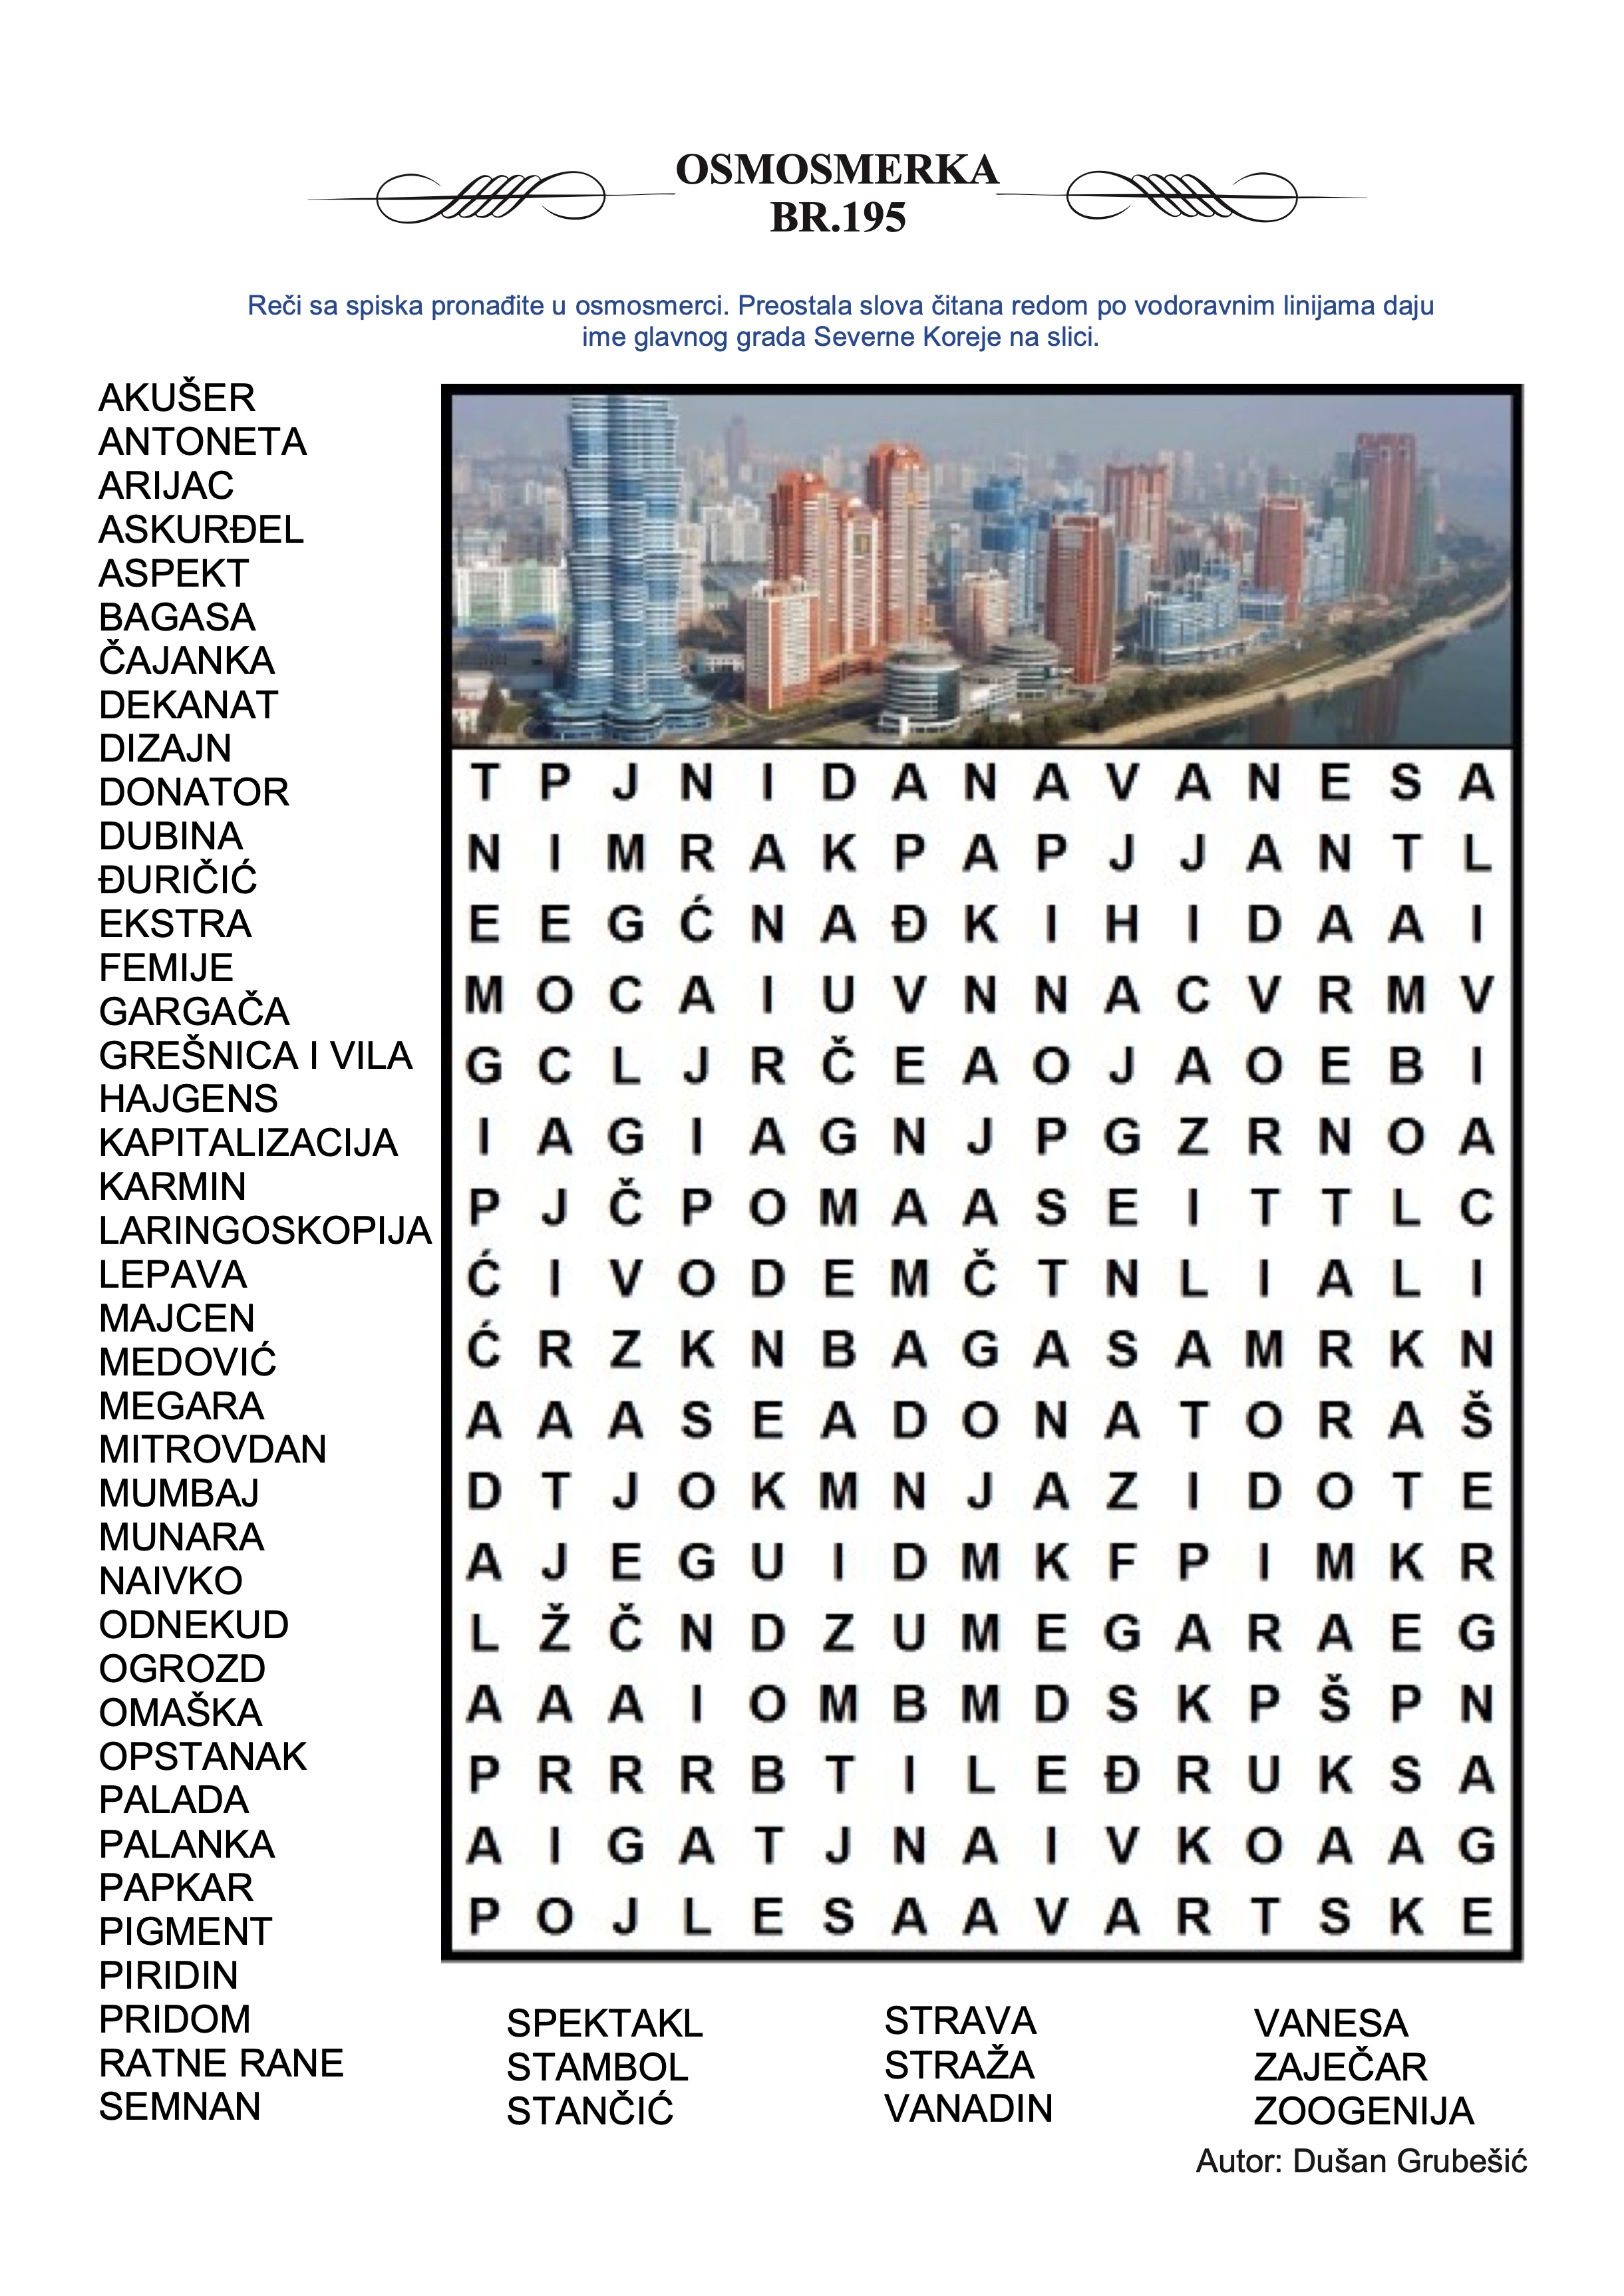 OSMOSMERKA
BR.195
Reči sa spiska pronađite u osmosmerci. Preostala slova čitana redom po vodoravnim linijama daju
ime glavnog grada Severne Koreje na slici.
AKUŠER
ANTONETA
ARIJAC
ASKURĐEL
ASPEKT
BAGASA
ČAJANKA
DEKANAT
DIZAJN
DONATOR
DUBINA
ĐURIČIĆ
EKSTRA
FEMIJE
GARGAČA
GREŠNICA I VILA
HAJGENS
KAPITALIZACIJA
KARMIN
LARINGOSKOPIJA
LEPAVA
MAJCEN
MEDOVIĆ
MEGARA
MITROVDAN
MUMBAJ
MUNARA
NAIVKO
ODNEKUD
OGROZD
OMAŠKA
OPSTANAK
PALADA
PALANKA
PAPKAR
PIGMENT
PIRIDIN
PRIDOM
RATNE RANE
SEMNAN
T P J N I D A N A V A N E S A
N I M R A K P A P J J A N T L
E E G Ć N A Đ K I H I D A A I
M O C A I U V N N A C V R M V
G C L J R Č E A O J A O E B I
I A G I A G N J P G Z R N O A
P J Č P O M A A S E I T T L C
Ć I V O D E M Č T N L I A L I
Ć R Z K N B A G A S A M R K N
A A A S E A D O N A T O R A Š
D T J O K M N J A Z I D O T E
A J E G U I D M K F P I M K R
L Ž Č N D Z U M E G A R A E G
A A A I O M B M D S K P Š P N
P R R R B T I L E Đ R U K S A
A I G A T J N A I V K O A A G
P O J L E S A A V A R T S K E
SPEKTAKL
STAMBOL
STANČIĆ
STRAVA
STRAŽA
VANADIN
VANESA
ZAJEČAR
ZOOGENIJA
Autor: Dušan Grubešić